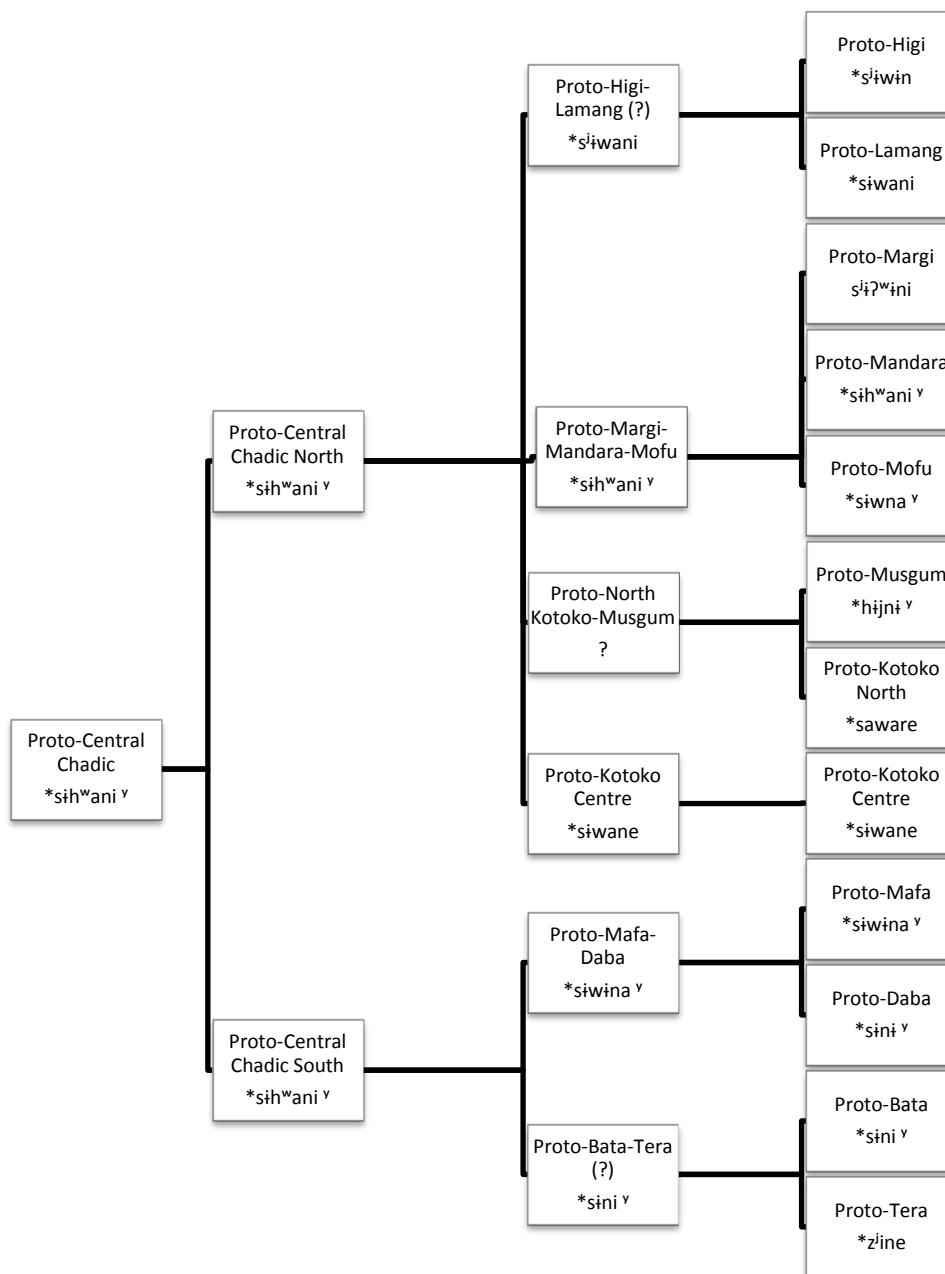 Proto-Higi
*sʲɨwɨn
Proto-Higi-
Lamang (?)
*sʲɨwani
Proto-Lamang
*sɨwani
Proto-Margi
sʲɨʔʷɨni
Proto-Mandara
*sɨhʷani ʸ
Proto-Central
Chadic North
*sɨhʷani ʸ
Proto-Margi-
Mandara-Mofu
*sɨhʷani ʸ
Proto-Mofu
*sɨwna ʸ
Proto-Musgum
*hɨjnɨ ʸ
Proto-North
Kotoko-Musgum
?
Proto-Kotoko
North
*saware
Proto-Central
Chadic
*sɨhʷani ʸ
Proto-Kotoko
Centre
*sɨwane
Proto-Kotoko
Centre
*sɨwane
Proto-Mafa
*sɨwɨna ʸ
Proto-Mafa-
Daba
*sɨwɨna ʸ
Proto-Daba
*sɨnɨ ʸ
Proto-Central
Chadic South
*sɨhʷani ʸ
Proto-Bata
*sɨni ʸ
Proto-Bata-Tera
(?)
*sɨni ʸ
Proto-Tera
*zʲine